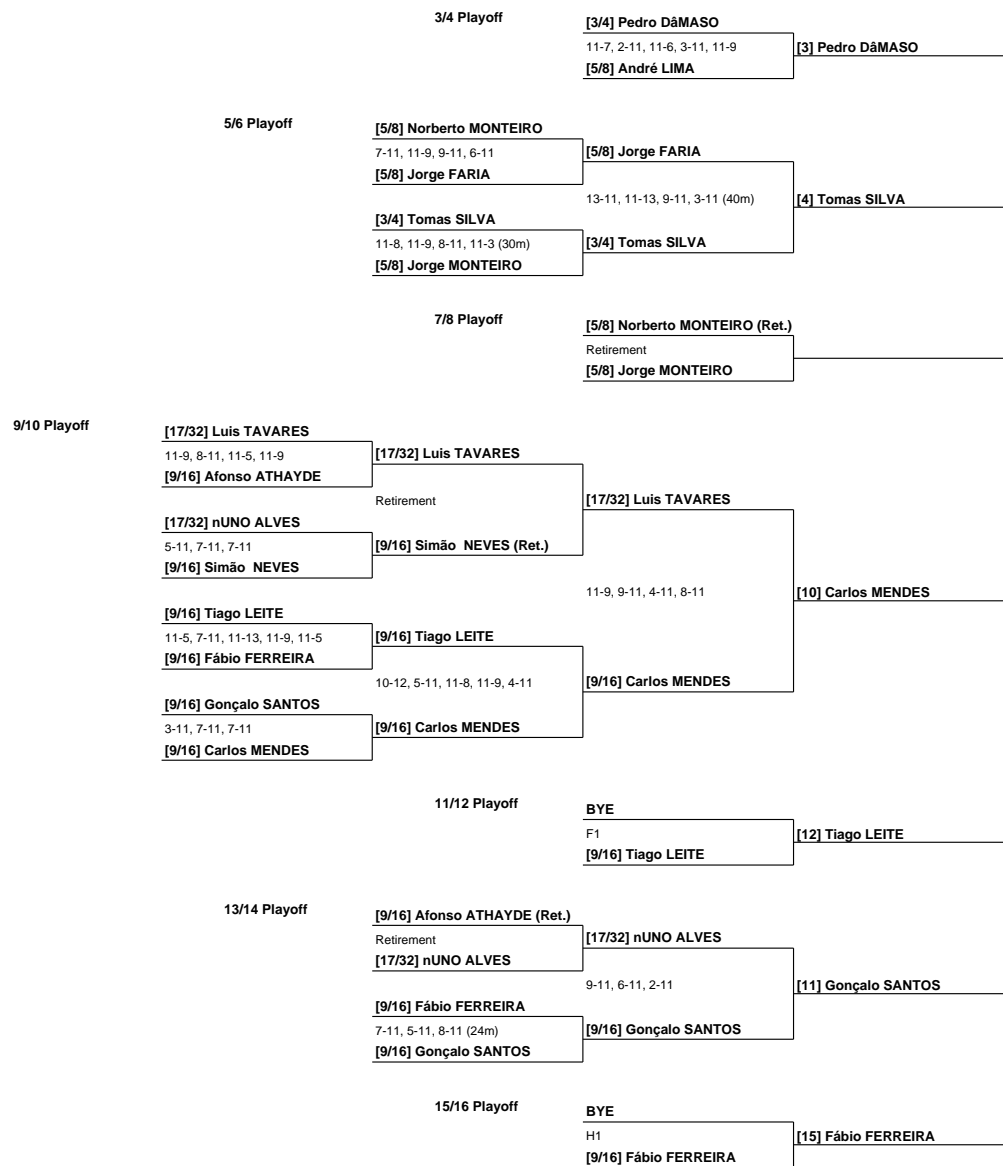 3/4 Playoff
[3/4] Pedro DâMASO
11-7, 2-11, 11-6, 3-11, 11-9
[3] Pedro DâMASO
[5/8] André LIMA
5/6 Playoff
[5/8] Norberto MONTEIRO
7-11, 11-9, 9-11, 6-11
[5/8] Jorge FARIA
[5/8] Jorge FARIA
13-11, 11-13, 9-11, 3-11 (40m)
[4] Tomas SILVA
[3/4] Tomas SILVA
11-8, 11-9, 8-11, 11-3 (30m)
[3/4] Tomas SILVA
[5/8] Jorge MONTEIRO
7/8 Playoff
[5/8] Norberto MONTEIRO (Ret.)
Retirement
[5/8] Jorge MONTEIRO
9/10 Playoff
[17/32] Luis TAVARES
11-9, 8-11, 11-5, 11-9
[17/32] Luis TAVARES
[9/16] Afonso ATHAYDE
Retirement
[17/32] Luis TAVARES
[17/32] nUNO ALVES
5-11, 7-11, 7-11
[9/16] Simão  NEVES (Ret.)
[9/16] Simão  NEVES
11-9, 9-11, 4-11, 8-11
[10] Carlos MENDES
[9/16] Tiago LEITE
11-5, 7-11, 11-13, 11-9, 11-5
[9/16] Tiago LEITE
[9/16] Fábio FERREIRA
10-12, 5-11, 11-8, 11-9, 4-11
[9/16] Carlos MENDES
[9/16] Gonçalo SANTOS
3-11, 7-11, 7-11
[9/16] Carlos MENDES
[9/16] Carlos MENDES
11/12 Playoff
BYE
F1
[12] Tiago LEITE
[9/16] Tiago LEITE
13/14 Playoff
[9/16] Afonso ATHAYDE (Ret.)
Retirement
[17/32] nUNO ALVES
[17/32] nUNO ALVES
9-11, 6-11, 2-11
[11] Gonçalo SANTOS
[9/16] Fábio FERREIRA
7-11, 5-11, 8-11 (24m)
[9/16] Gonçalo SANTOS
[9/16] Gonçalo SANTOS
15/16 Playoff
BYE
H1
[15] Fábio FERREIRA
[9/16] Fábio FERREIRA